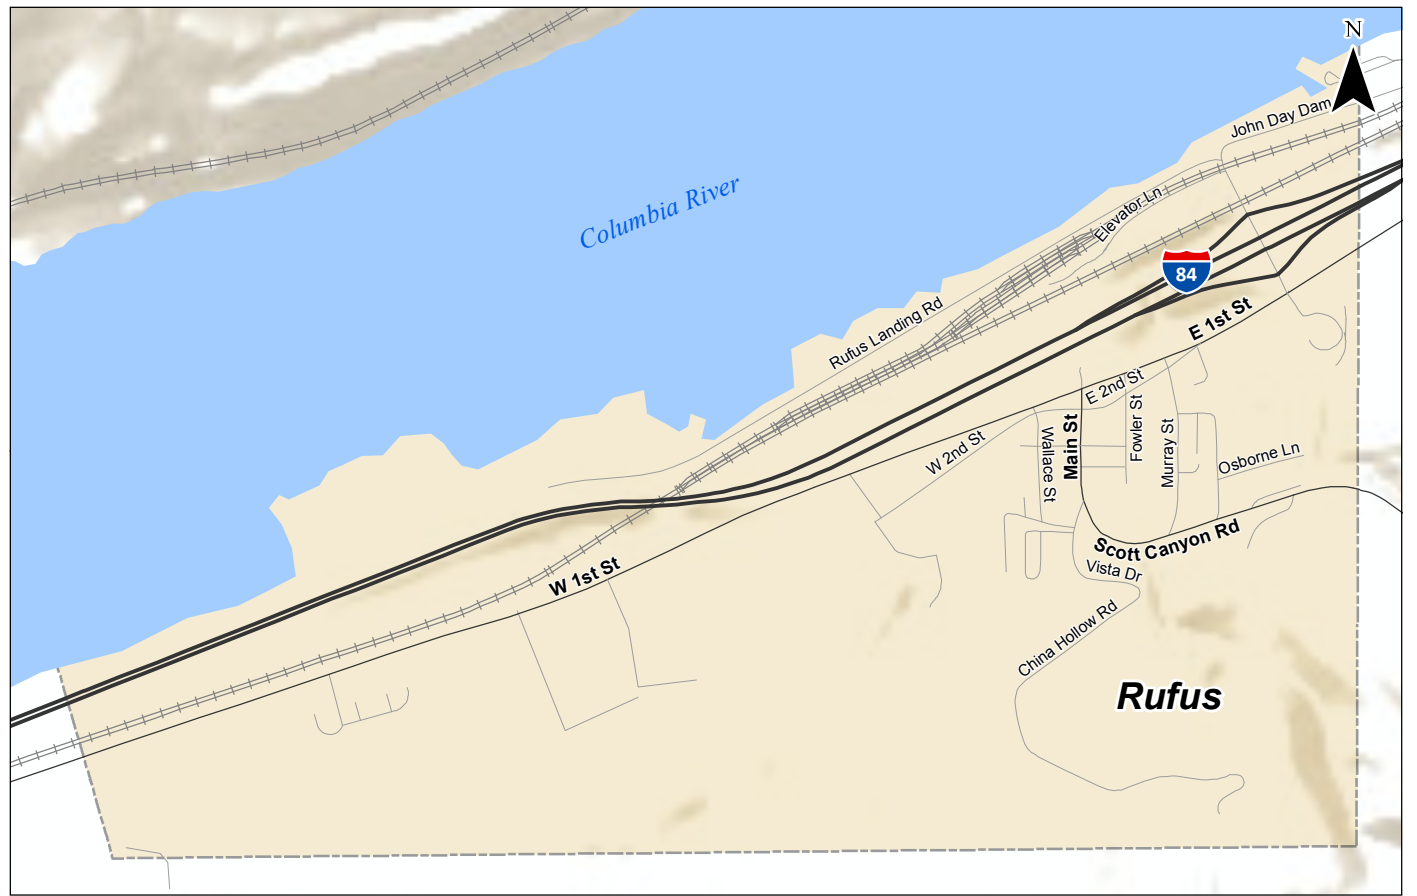 N
John Day Dam
Columbia River
Elevator Ln
84
Rufus Landing Rd
E 1st St
E 2nd St
W 2nd St
Wallace St
Main St
Fowler St
Murray St
Osborne Ln
Scott Canyon Rd
W 1st St
Vista Dr
China Hollow Rd
Rufus